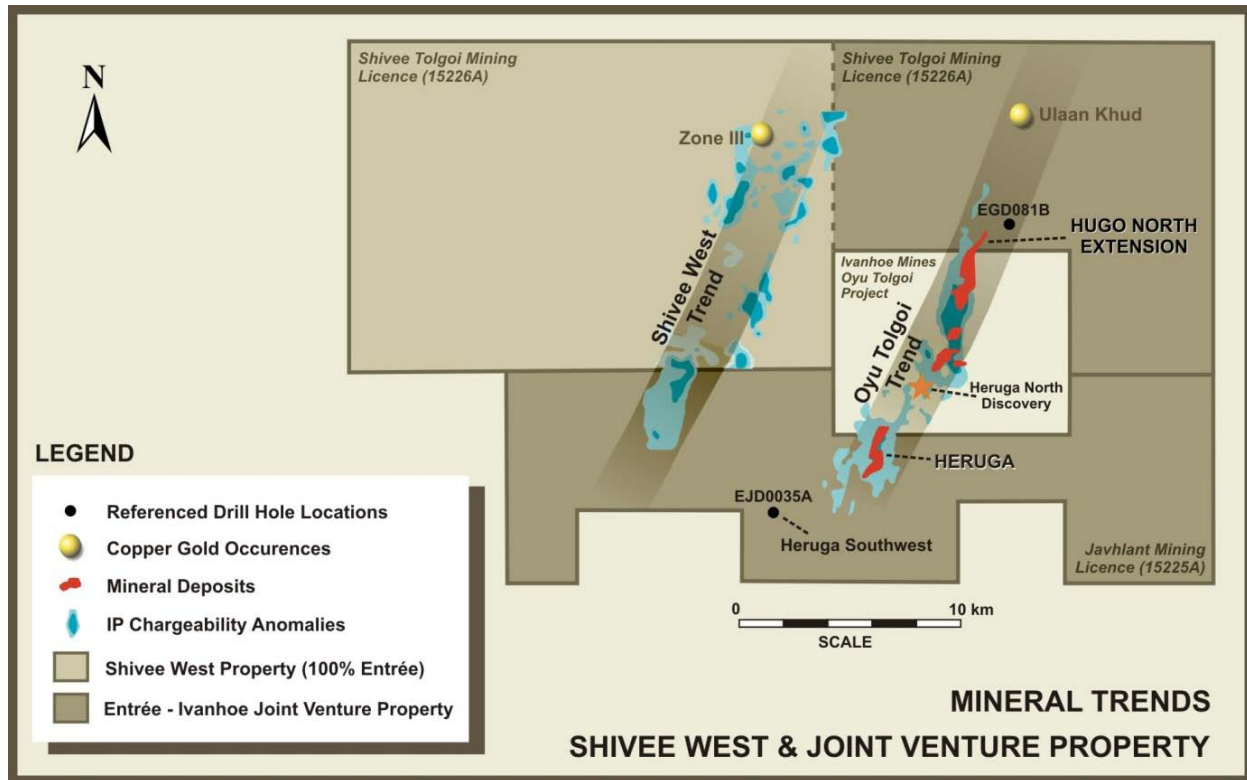 Shivee Tolgoi Mining
Licence (15226A)
Shivee Tolgoi Mining
Licence (15226A)
N
Zone III
Ulaan Khud
EGD081B
HUGO NORTH
EXTENSION
Ivanhoe Mines
Oyu Tolgoi
Project
Shivee West
Trend
Oyu Tolgoi
Trend
Heruga North
Discovery
HERUGA
EJD0035A
Heruga Southwest
Javhlant Mining
Licence (15225A)
LEGEND
Referenced Drill Hole Locations
Copper Gold Occurences
Mineral Deposits
IP Chargeability Anomalies
Shivee West Property (100% Entrée)
Entrée - Ivanhoe Joint Venture Property
0 10 km
SCALE
MINERAL TRENDS
SHIVEE WEST & JOINT VENTURE PROPERTY